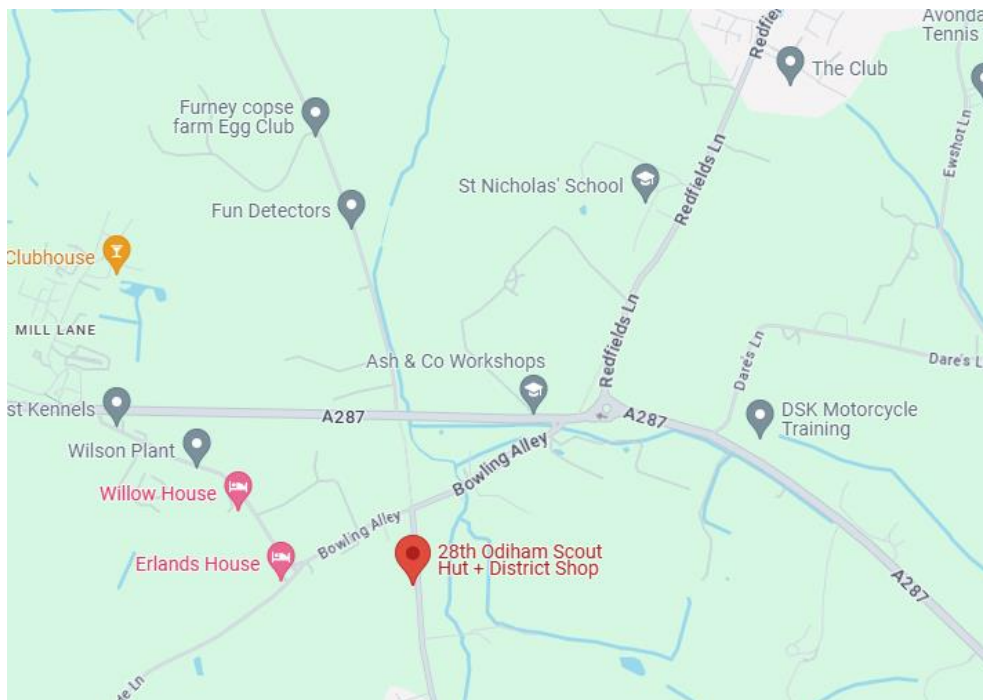 Avonda
Tennis
Redfie
The Club
Furney copse
farm Egg Club
Ewshot Ln
Redfields Ln
St Nicholas' School
Fun Detectors
Clubhouse
MILL LANE
Redfields Ln
Dare's Ln
Dare's L
Ash & Co Workshops
st Kennels
A287
A287
DSK Motorcycle
Training
Wilson Plant
Bowling Alley
Willow House
Bowling Alley
28th Odiham Scout
Hut + District Shop
Erlands House
A287
de Ln